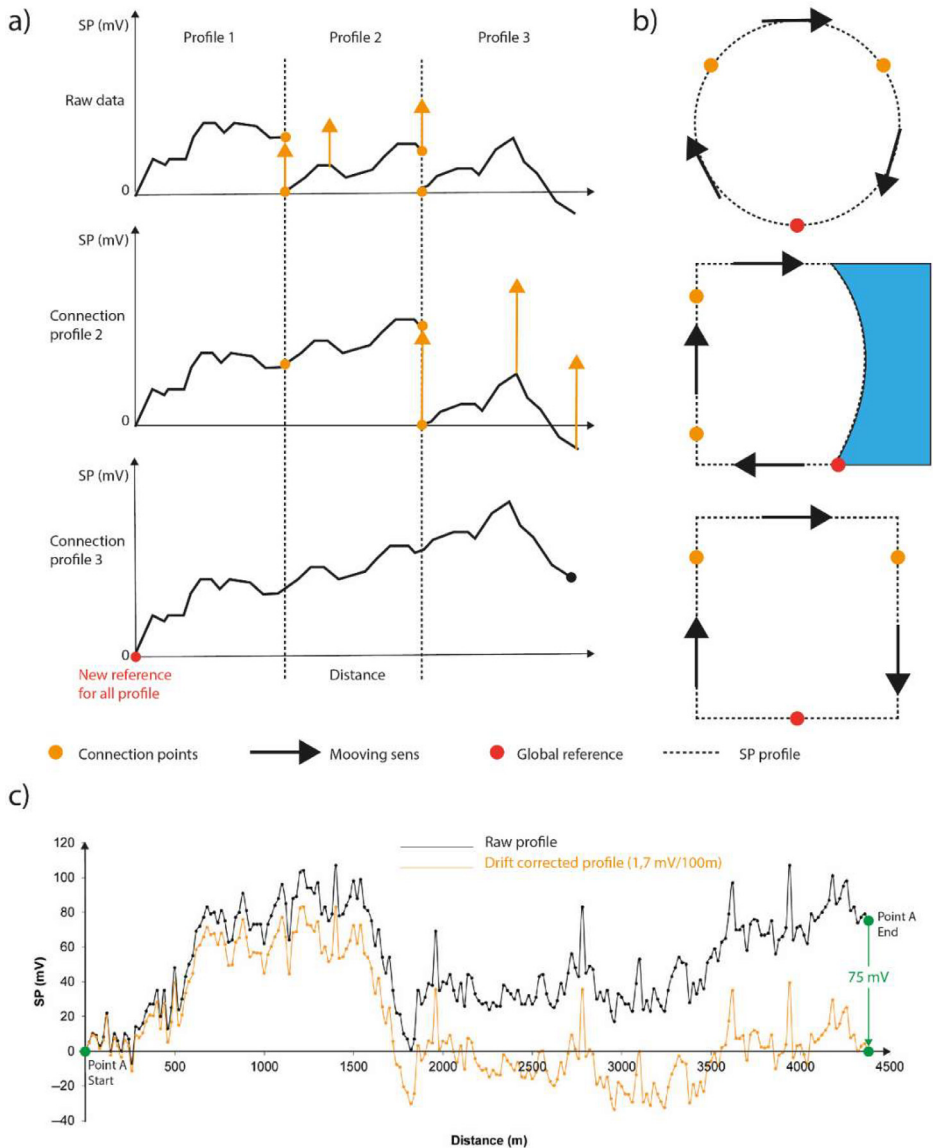 a)
SP (mV)
Profile 1
Profile 2
Profile 3
Raw data
0
SP (mV)
Connection
profile 2
0
SP (mV)
Connection
profile 3
0
New reference
for all profile
Distance
b)
Connection points
Mooving sens
Global reference
SP profile
c)
Raw profile
Drift corrected profile (1,7 mV/100m)
SP (mV)
120
100
80
60
40
20
0
–20
–40
Point A
Start
500
1000
1500
2000
2500
3000
3500
4000
4500
Point A
End
75 mV
Distance (m)